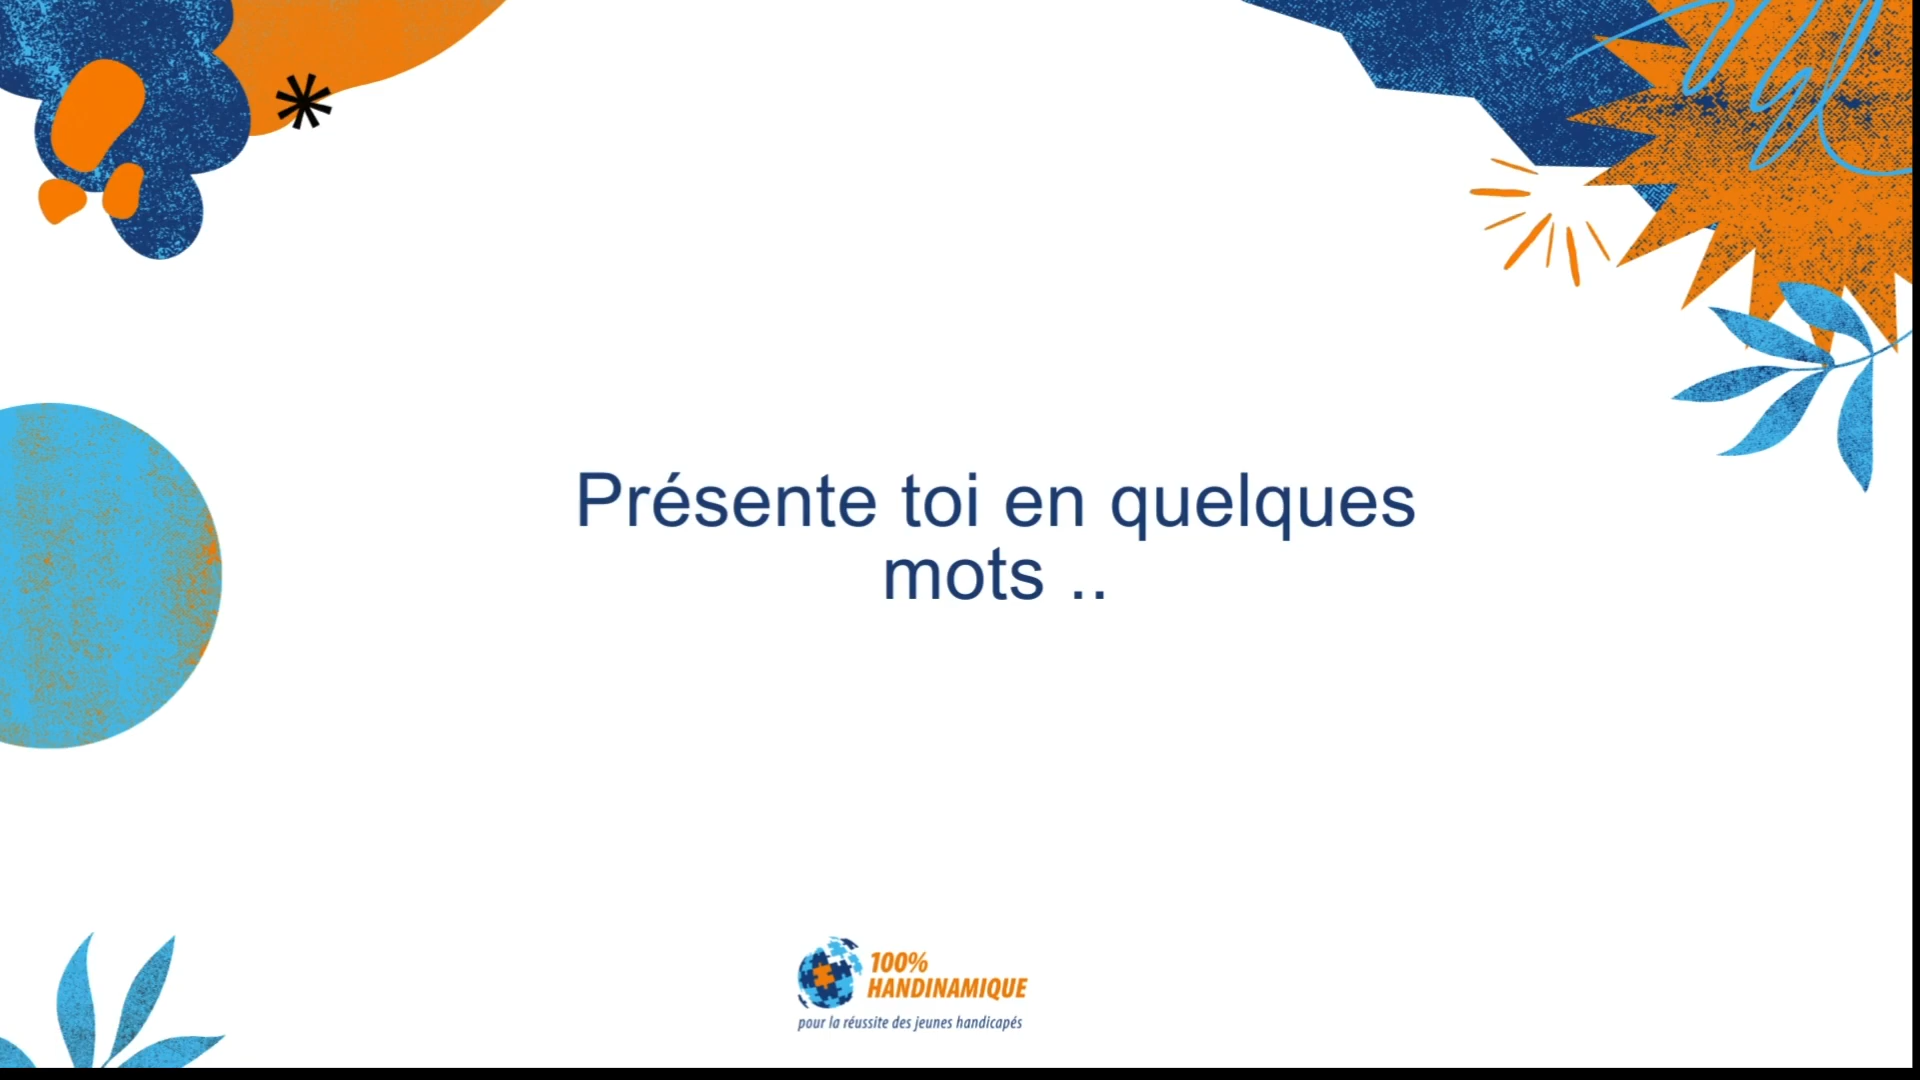 Présente toi en quelques
mots ..
100%
HANDINAMIQUE
pour la réussite des jeunes handicapés